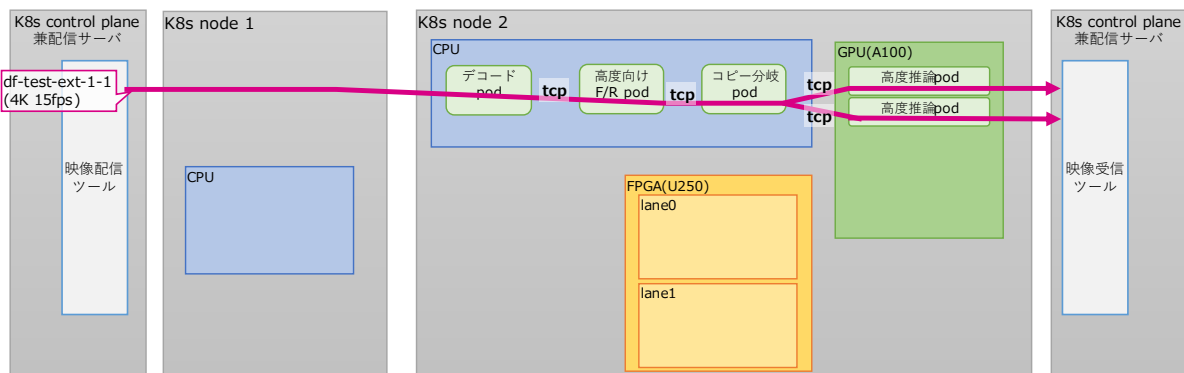 K8s control plane
兼配信サーバ
df-test-ext-1-1
(4K 15fps)
映像配信
ツール
K8s node 1
CPU
K8s node 2
CPU
デコード
pod
tcp
高度向け
F/R pod
tcp
コピー分岐
pod
tcp
tcp
GPU(A100)
高度推論pod
高度推論pod
FPGA(U250)
lane0
lane1
K8s control plane
兼配信サーバ
映像受信
ツール